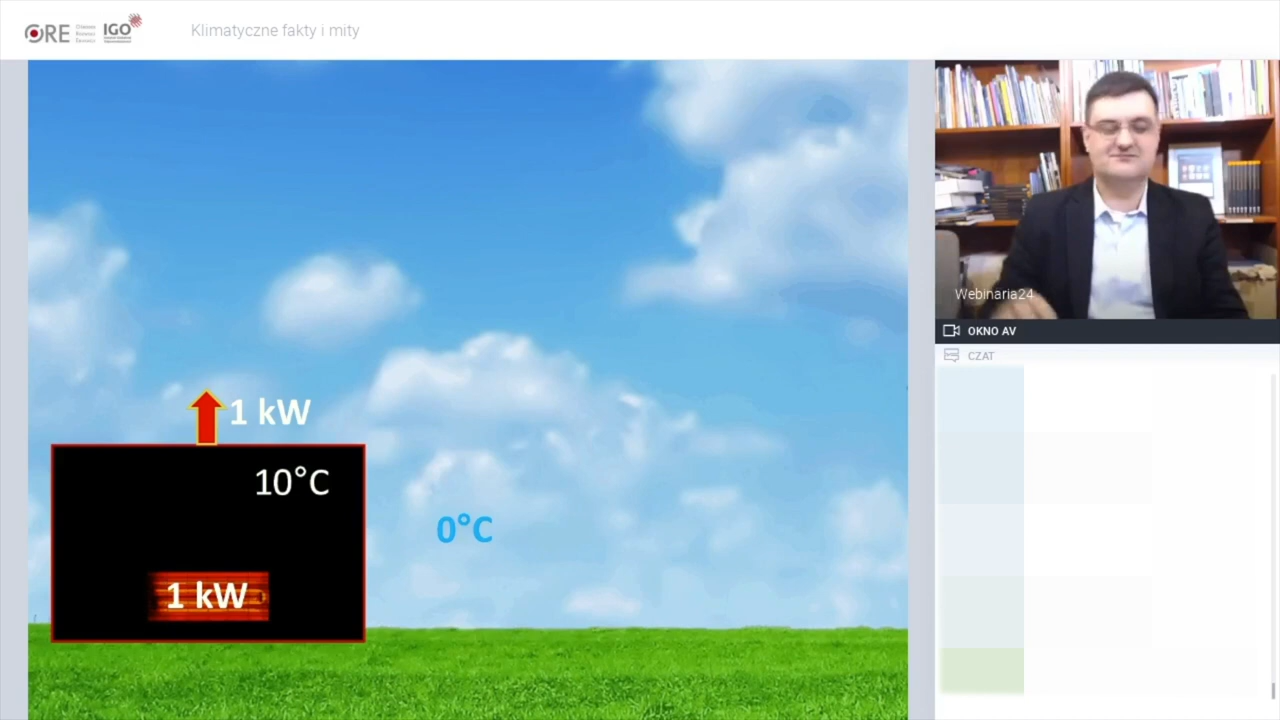 ORE
IGO
Klimatyczne fakty i mity
1 kW
10°C
0°C
1 kW
Webinaria24
OKNO AV
CZAT